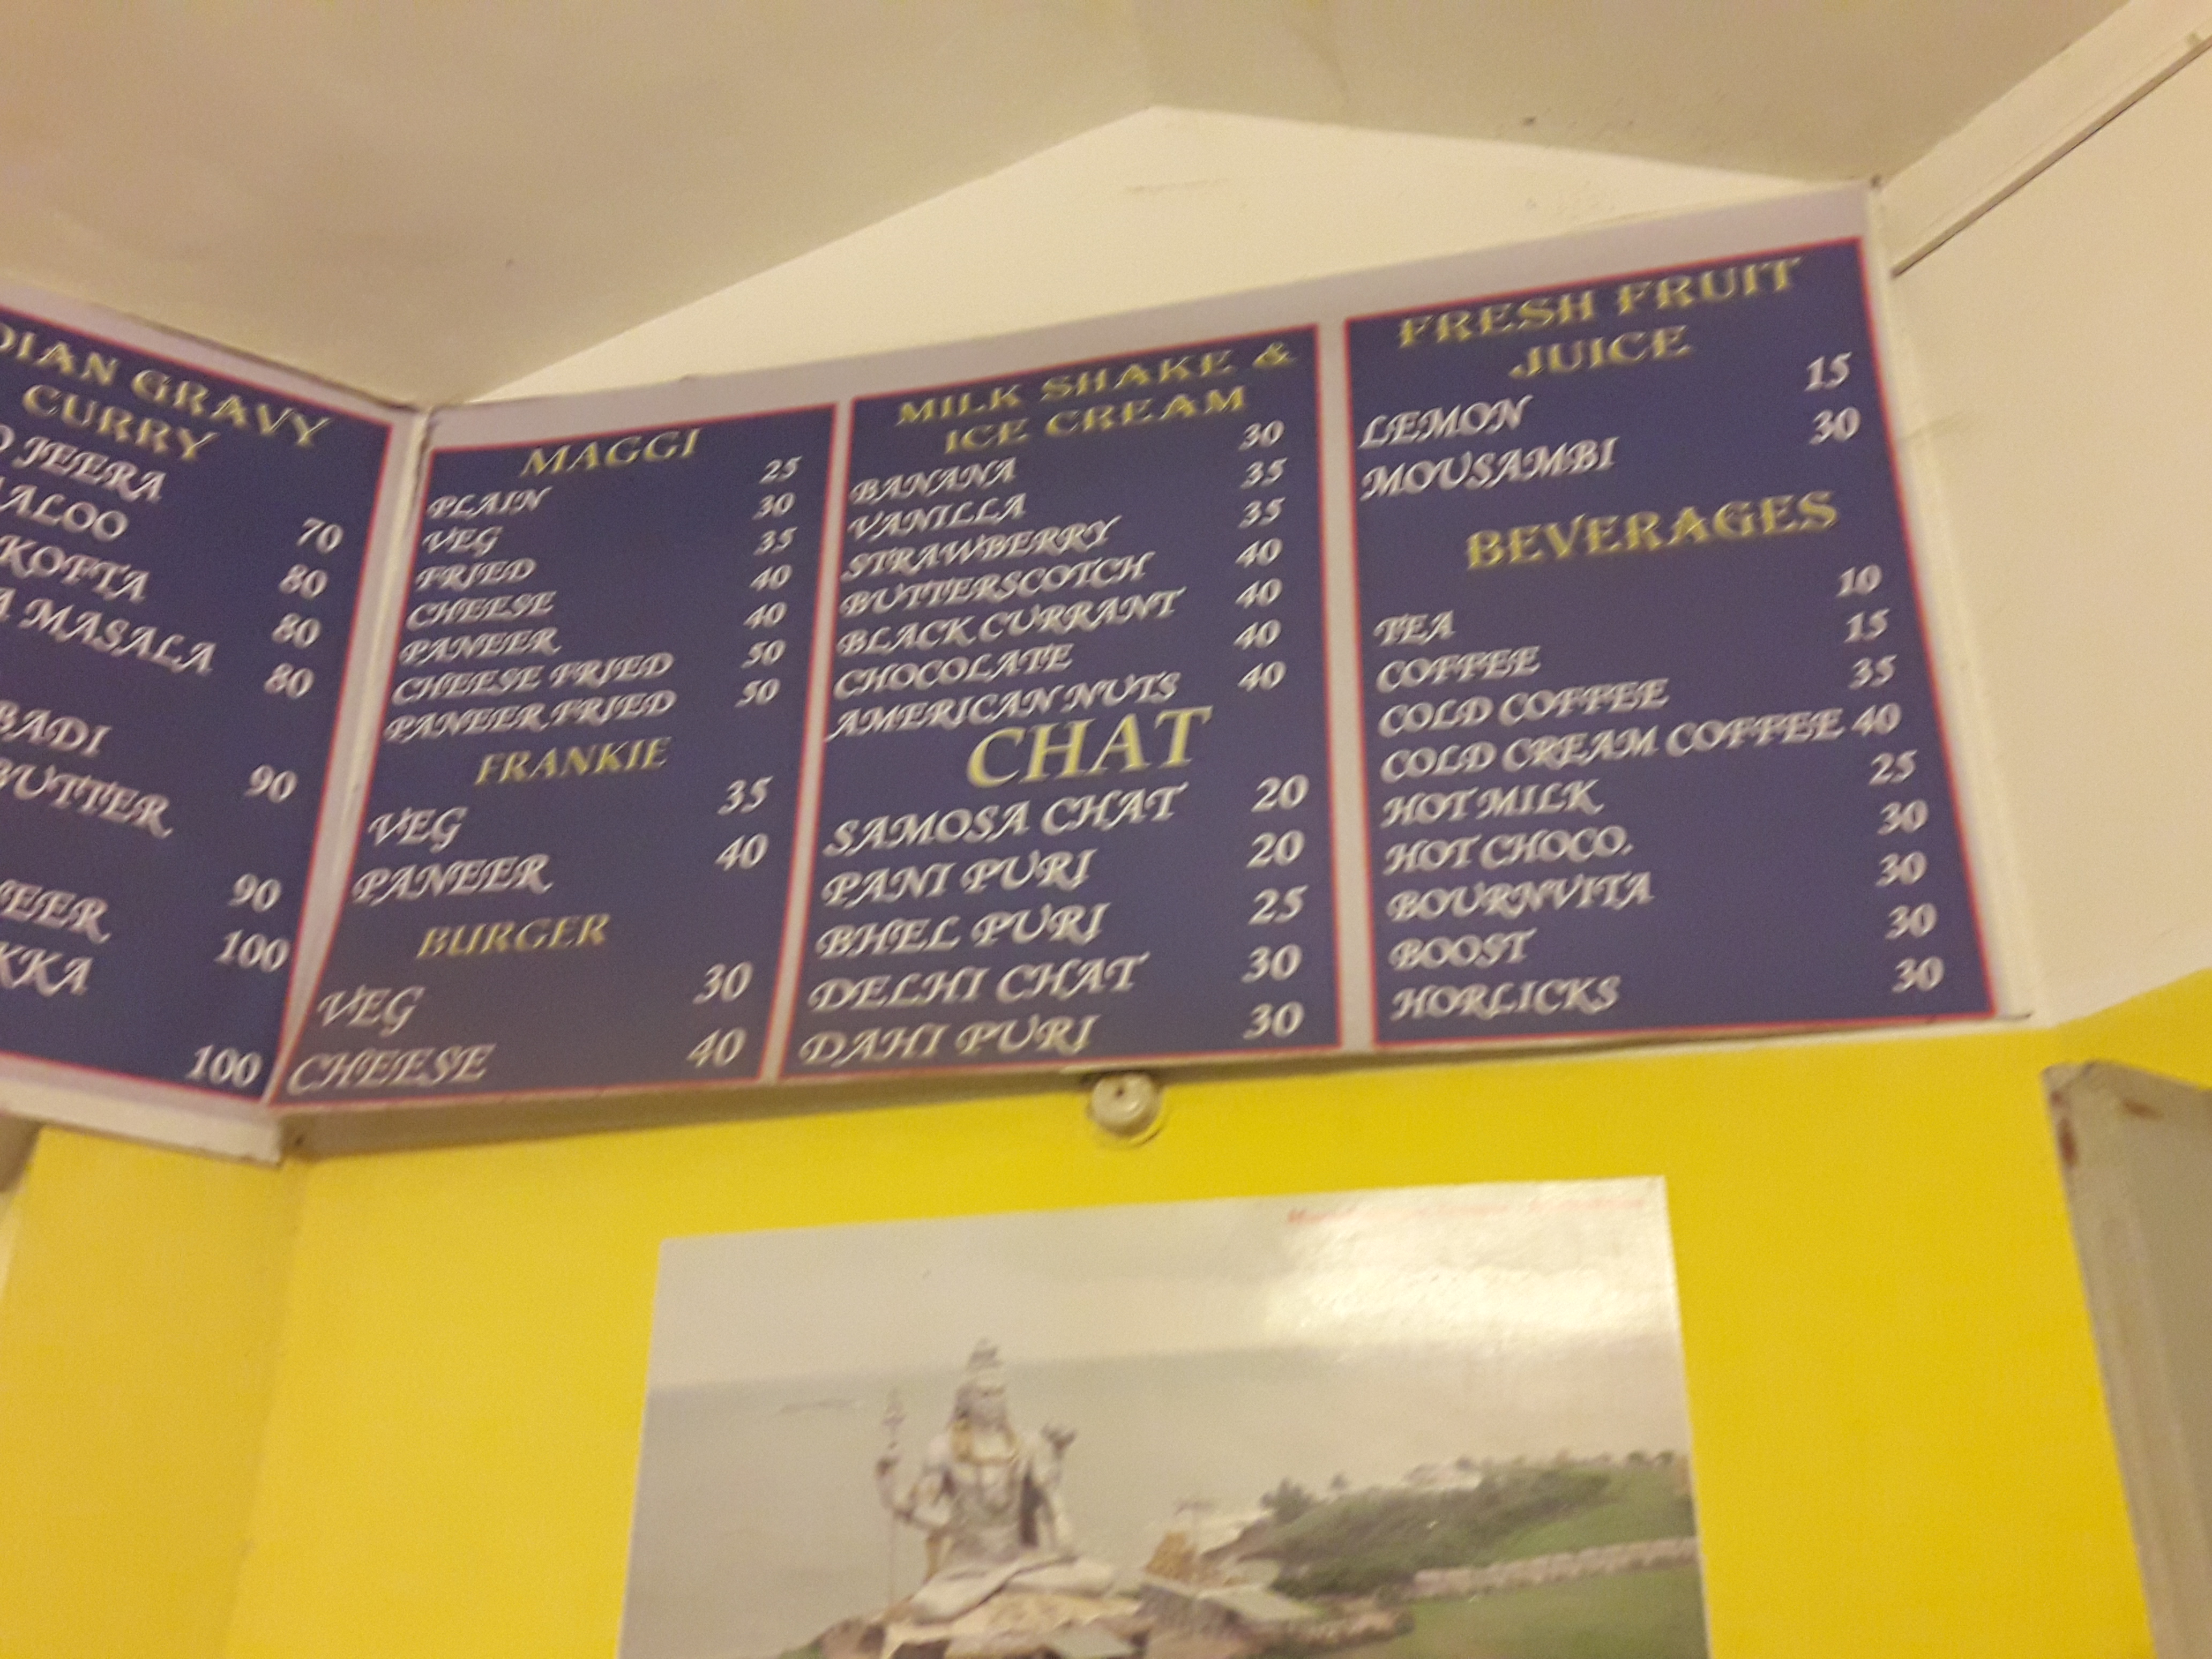 DIAN GRAVY
CURRY
JEERA 70
ALOO 80
KOFTA 80
A MASALA 80
BADI 90
BUTTER
90
NEER 100
KKA 100
MAGGI
PLAIN 25
VEG 30
FRIED 35
CHEESE 40
PANEER 40
CHEESE FRIED 50
PANEER FRIED 50
FRANKIE
VEG 35
PANEER 40
BURGER
VEG 30
CHEESE 40
MILK SHAKE &
ICE CREAM
BANANA 30
VANILLA 35
STRAWBERRY 35
BUTTERSCOTCH 40
BLACK CURRANT 40
CHOCOLATE 40
AMERICAN NUTS 40
CHAT
SAMOSA CHAT 20
PANI PURI 20
BHEL PURI 25
DELHI CHAT 30
DAHI PURI 30
FRESH FRUIT
JUICE
LEMON 15
MOUSAMBI 30
BEVERAGES
TEA 10
COFFEE 15
COLD COFFEE 35
COLD CREAM COFFEE 40
HOT MILK 25
HOT CHOCO. 30
BOURNVITA 30
BOOST 30
HORLICKS 30